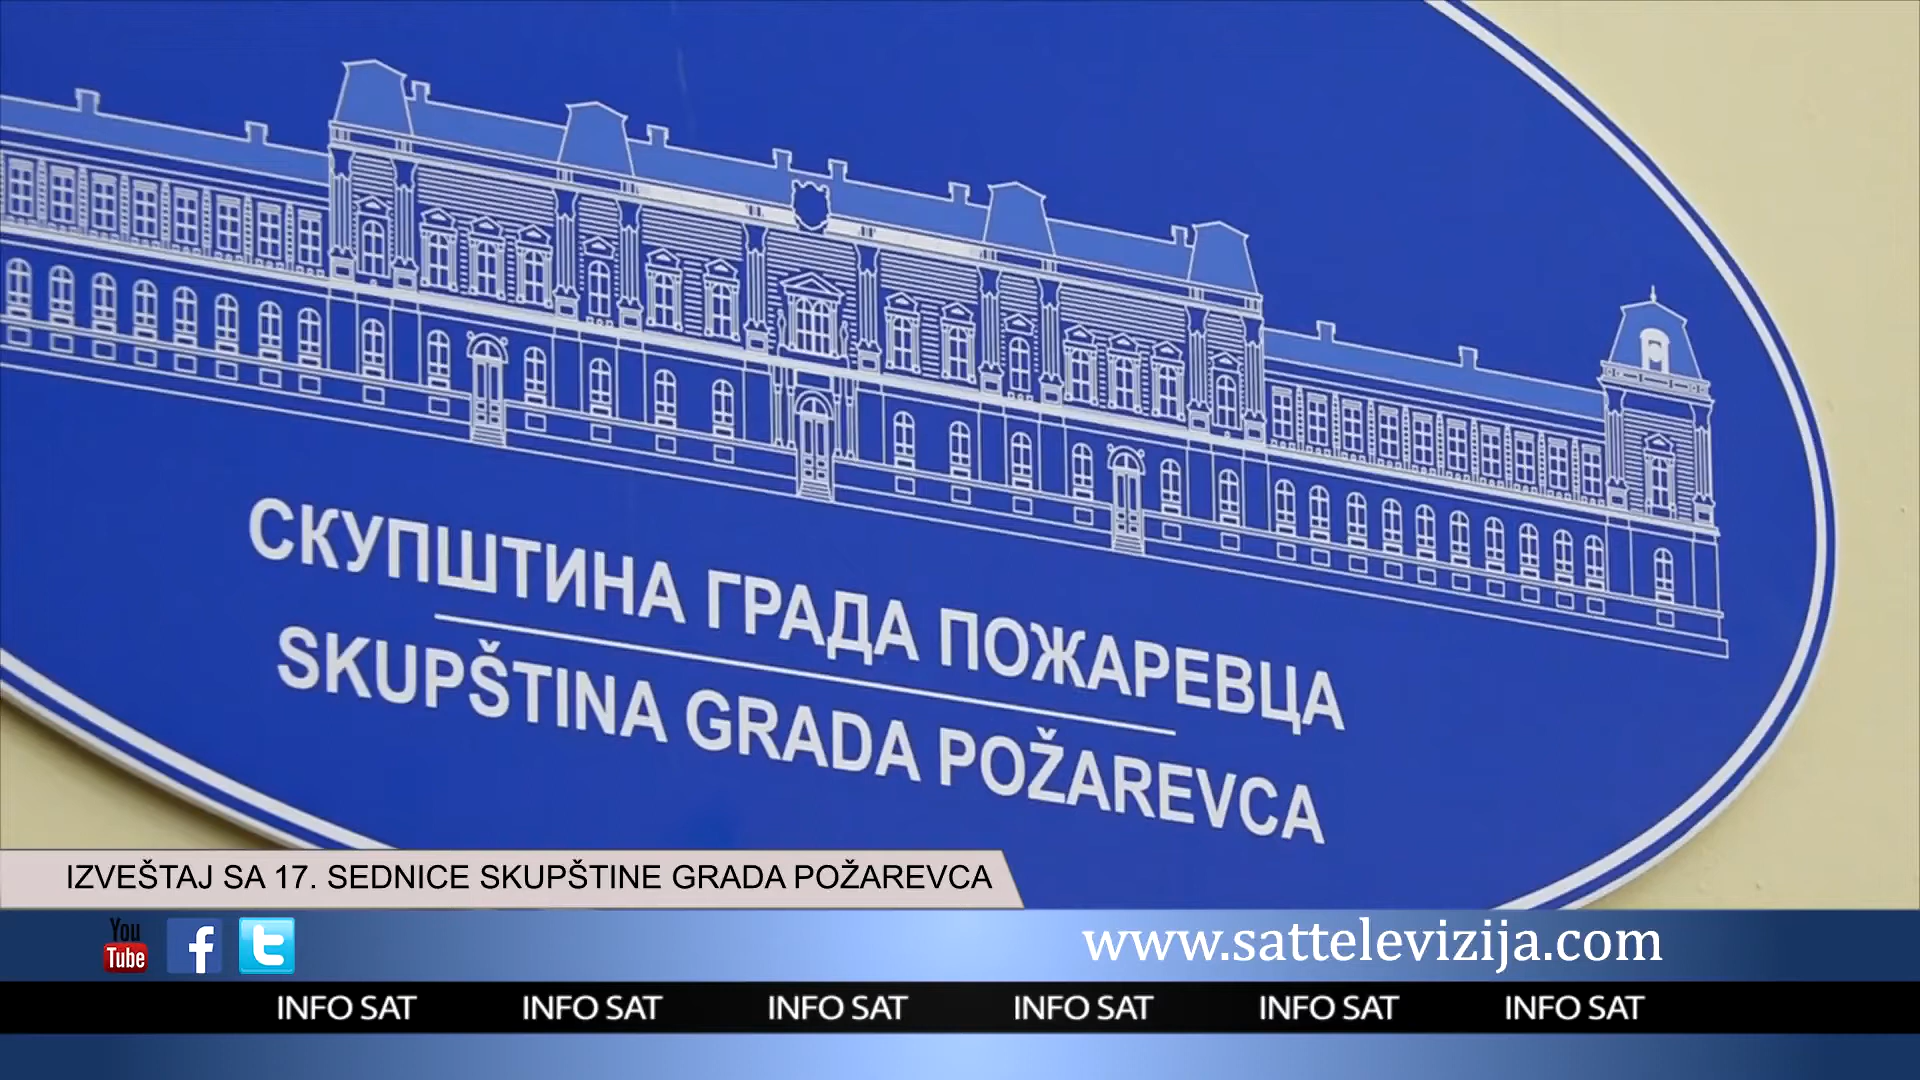 СКУПШТИНА ГРАДА ПОЖАРЕВЦА
SKUPŠTINA GRADA POŽAREVCA
IZVEŠTAJ SA 17. SEDNICE SKUPŠTINE GRADA POŽAREVCA
You
Tube
www.sattelevizija.com
INFO SAT INFO SAT INFO SAT INFO SAT INFO SAT INFO SAT